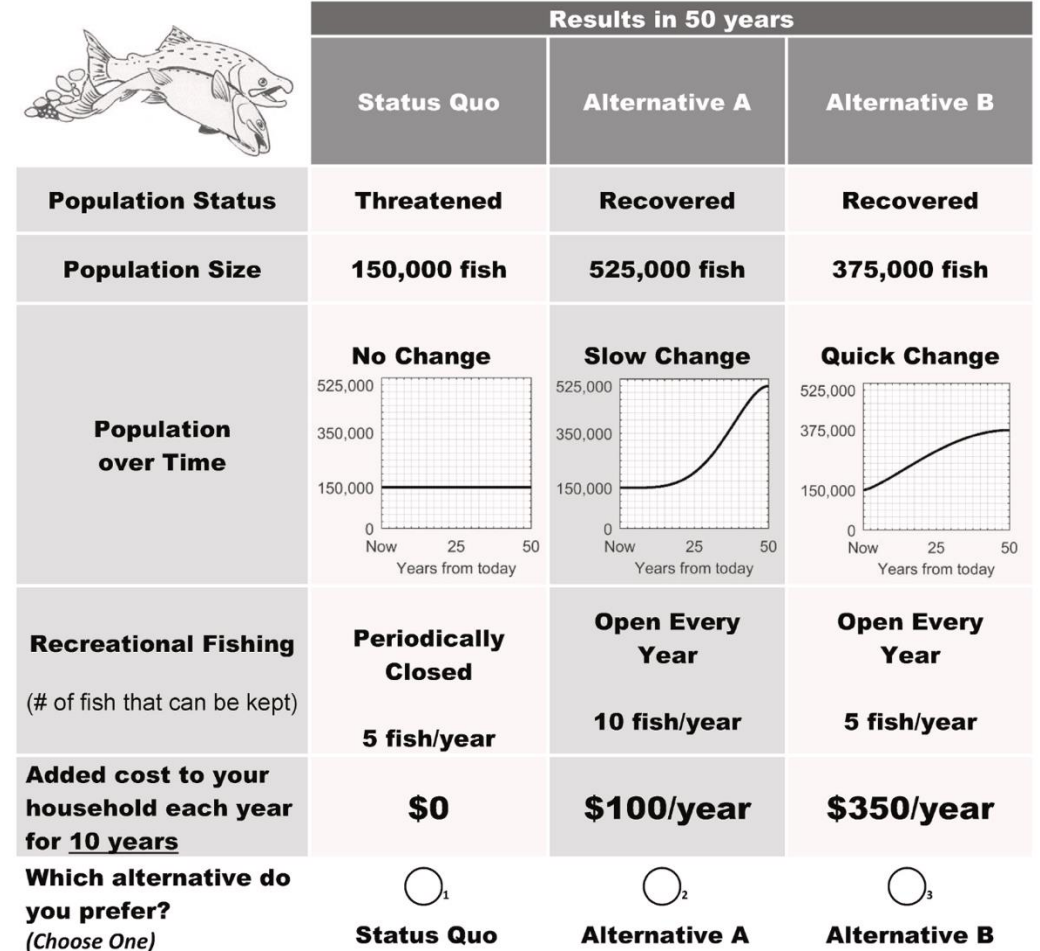 Results in 50 years
Status Quo
Alternative A
Alternative B
Population Status
Threatened
Recovered
Recovered
Population Size
150,000 fish
525,000 fish
375,000 fish
Population
over Time
No Change
525,000
350,000
150,000
0
Now 25 50
Years from today
Slow Change
525,000
350,000
150,000
0
Now 25 50
Years from today
Quick Change
525,000
375,000
150,000
0
Now 25 50
Years from today
Recreational Fishing
(# of fish that can be kept)
Periodically
Closed
5 fish/year
Open Every
Year
10 fish/year
Open Every
Year
5 fish/year
Added cost to your
household each year
for 10 years
$0
$100/year
$350/year
Which alternative do
you prefer?
(Choose One)
1
Status Quo
2
Alternative A
3
Alternative B